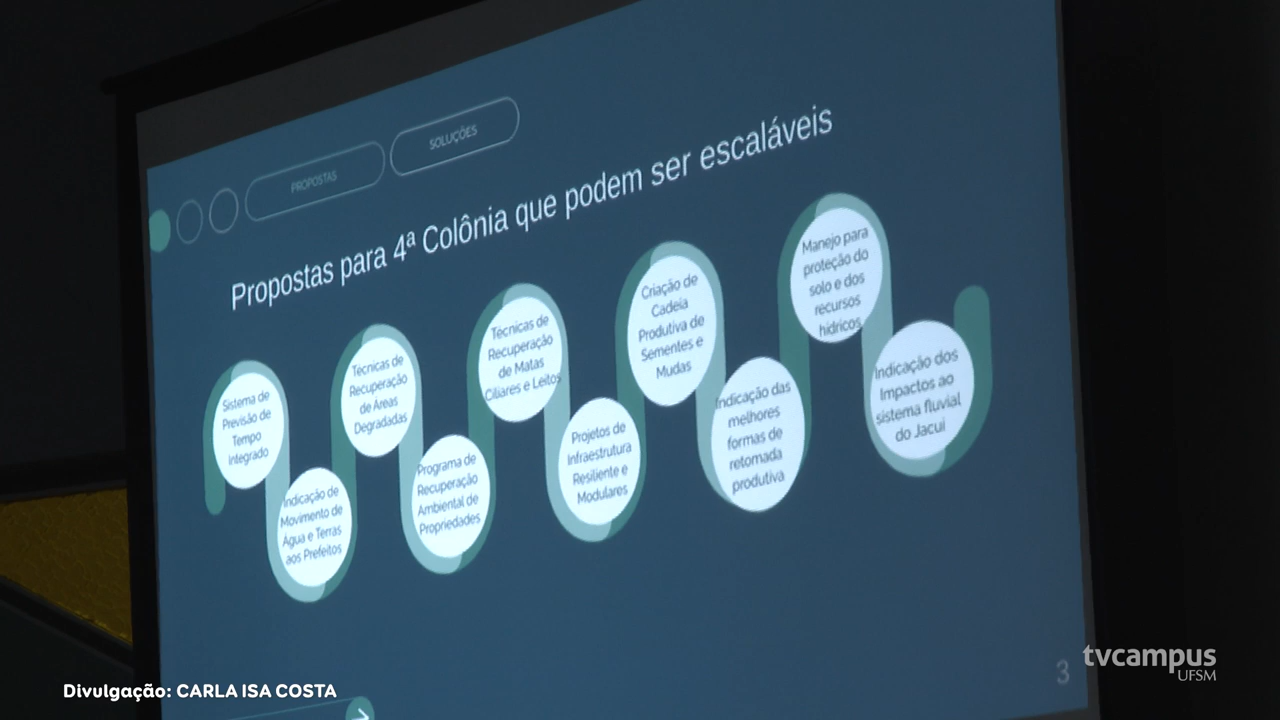 PROPOSTAS
SOLUÇÕES
Propostas para 4ª Colônia que podem ser escaláveis
Sistema de
Previsão de
Tempo
Integrado
Indicação de
Movimento de
Água e Terras
aos Prefeitos
Técnicas de
Recuperação
de Áreas
Degradadas
Programa de
Recuperação
Ambiental de
Propriedades
Técnicas de
Recuperação
de Matas
Ciliares e Leitos
Projetos de
Infraestrutura
Resiliente e
Modulares
Criação de
Cadeia
Produtiva de
Sementes e
Mudas
Indicação das
melhores
formas de
retomada
produtiva
Manejo para
proteção do
solo e dos
recursos
hídricos
Indicação dos
Impactos ao
sistema fluvial
do Jacuí
3
tvcampus
UFSM
Divulgação: CARLA ISA COSTA